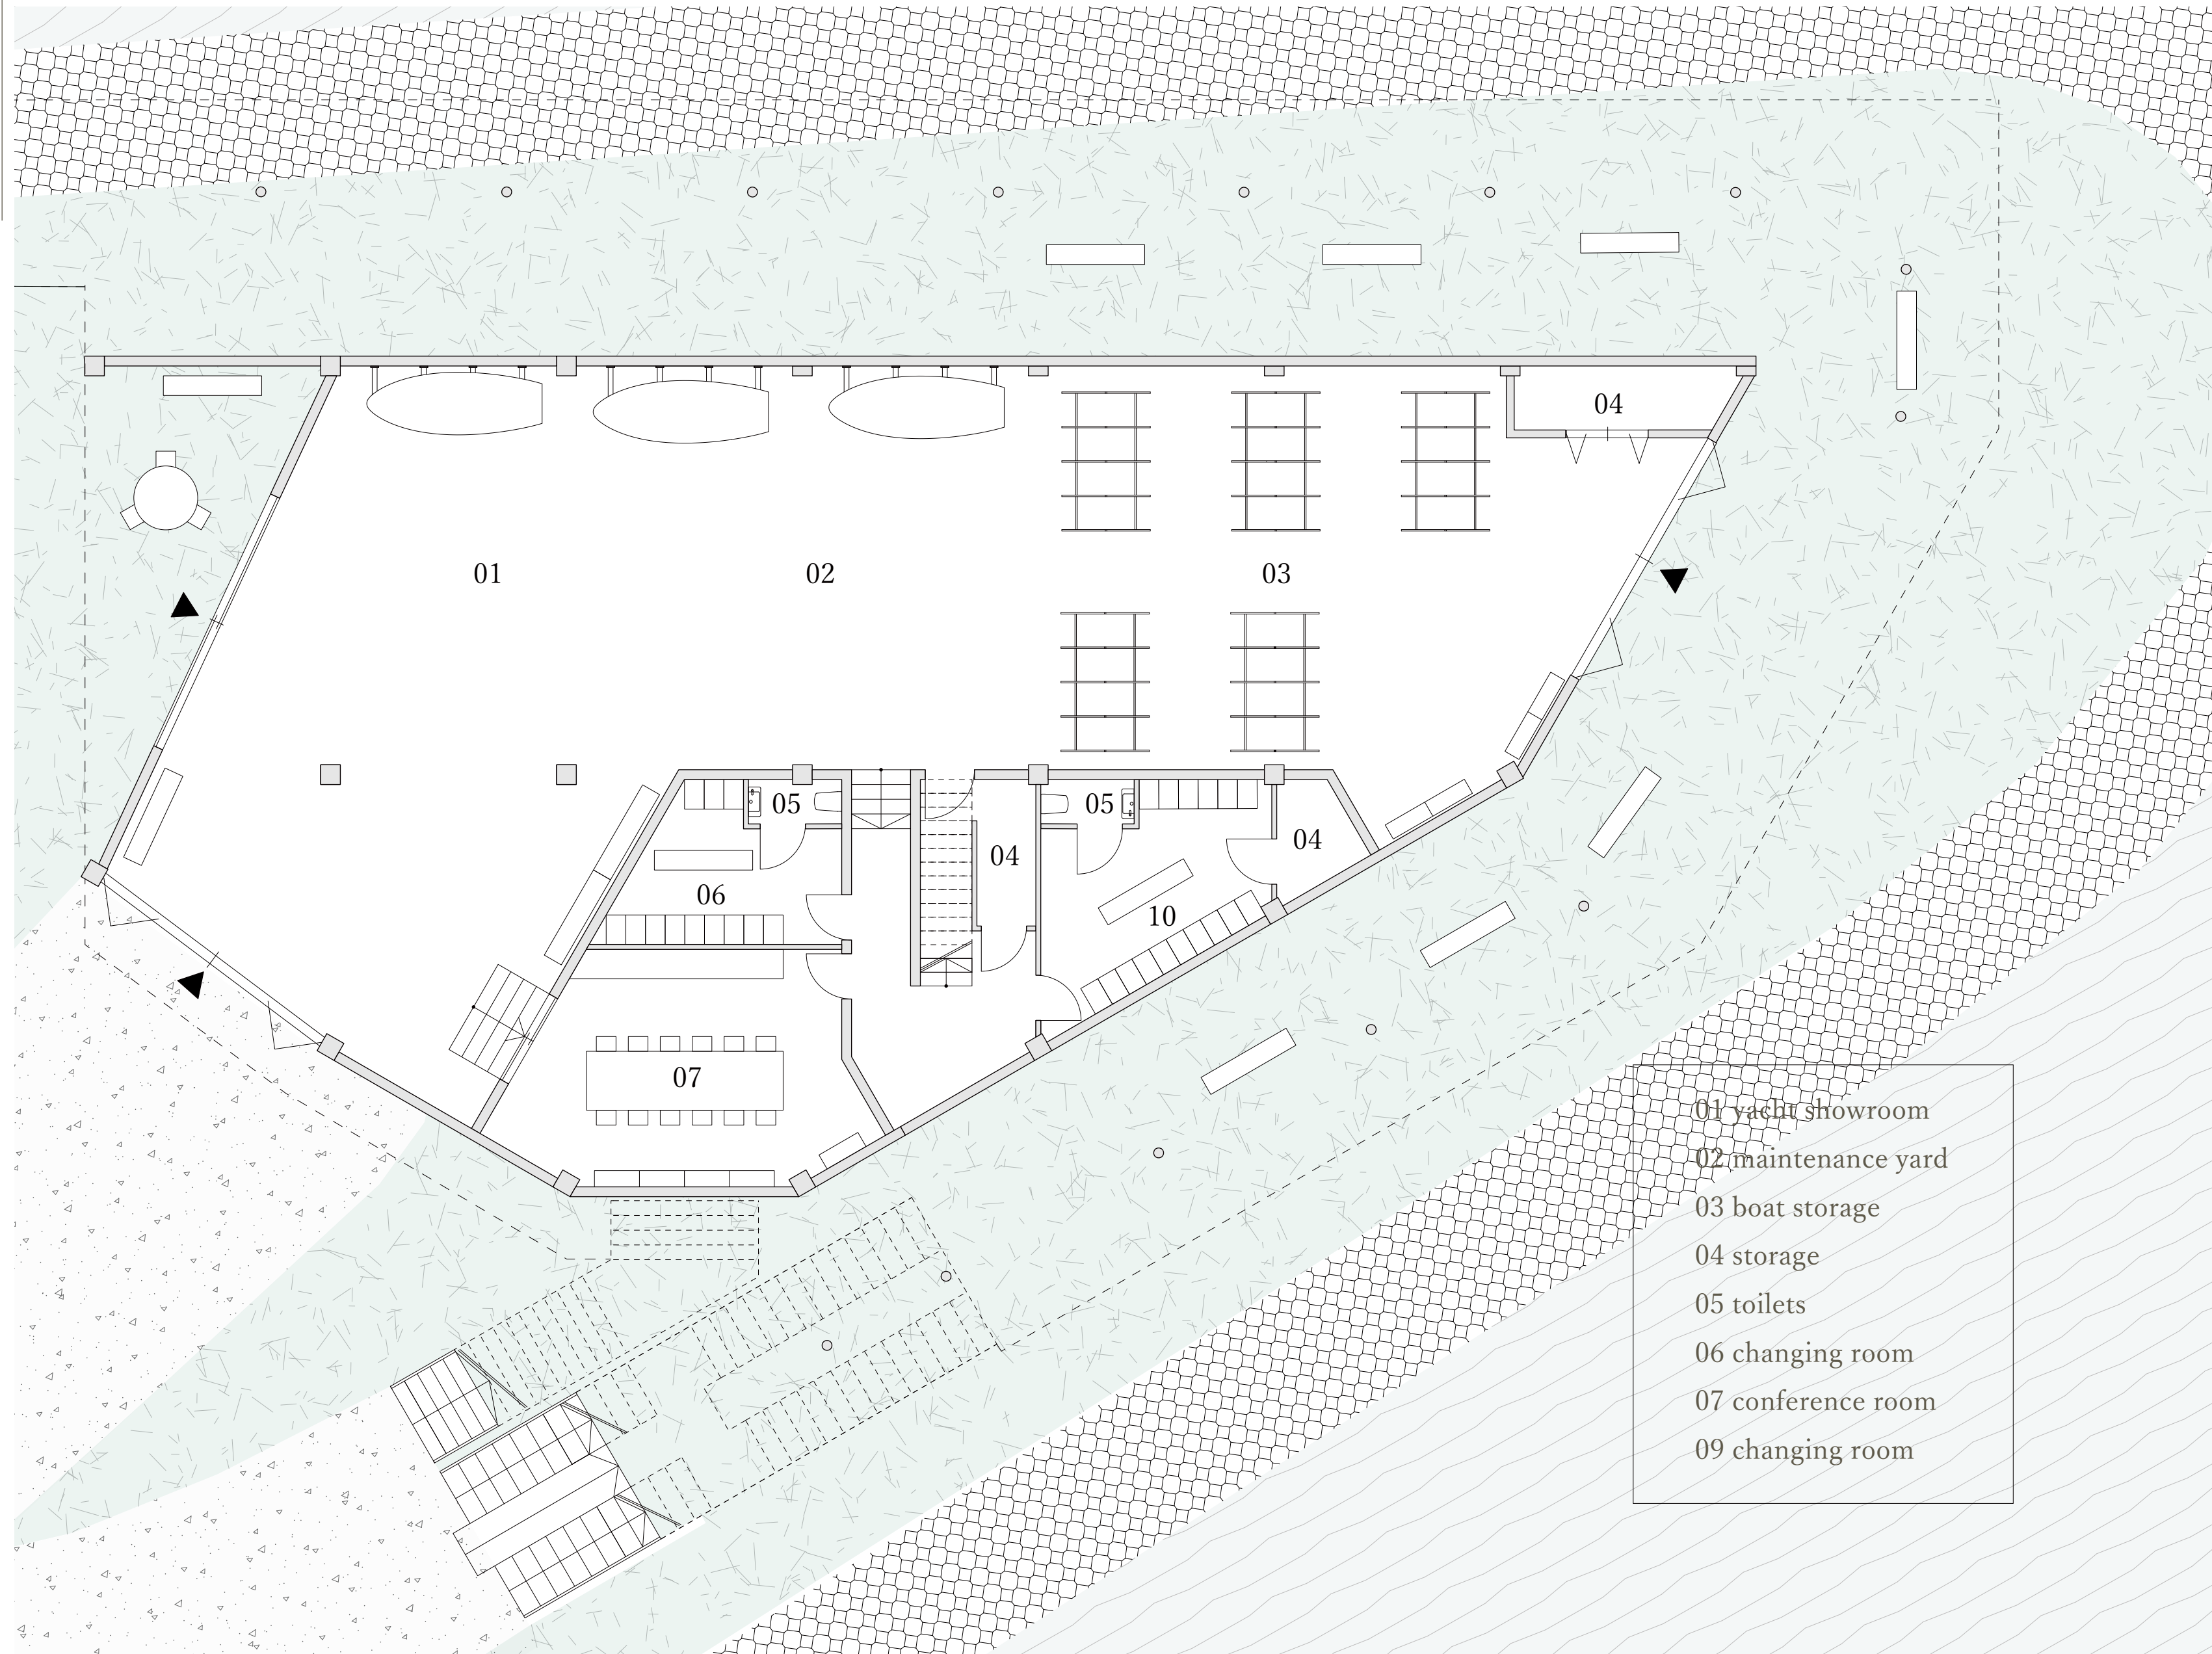 04
01 02 03
05 05
04 04
06
10
07
01 yacht showroom
02 maintenance yard
03 boat storage
04 storage
05 toilets
06 changing room
07 conference room
09 changing room